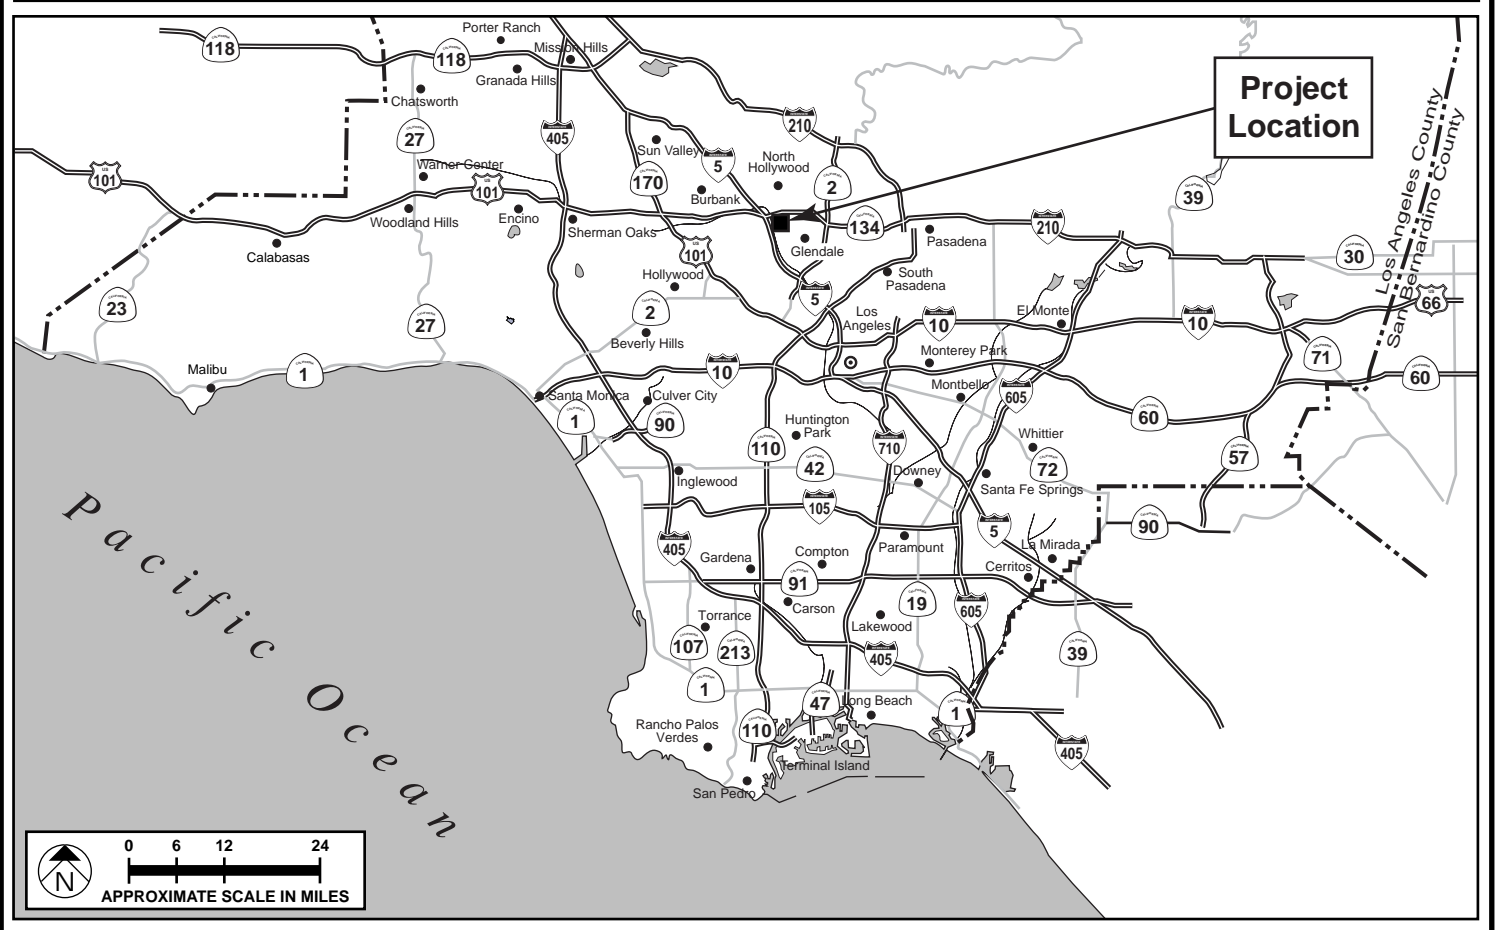 Porter Ranch
118
Mission Hills
118
Granada Hills
Project
Location
Chatsworth
210
27
405
Sun Valley
5
North
Hollywood
Los Angeles County
San Bernardino County
Warner Center
US
101
US
101
170
2
39
Burbank
Woodland Hills
Encino
Sherman Oaks
134
210
Pasadena
US
101
Glendale
Calabasas
30
Hollywood
South
Pasadena
23
27
2
5
Los
Angeles
10
El Monte
10
US
66
Beverly Hills
Monterey Park
71
Malibu
1
10
60
Montbello
Santa Monica
Culver City
605
1
90
Huntington
Park
60
110
710
Whittier
42
72
57
Inglewood
Downey
Santa Fe Springs
105
5
90
405
Gardena
Compton
Paramount
La Mirada
Cerritos
91
Carson
19
605
Torrance
Lakewood
107
213
405
39
1
47
Long Beach
1
Rancho Palos
Verdes
110
405
Terminal Island
San Pedro
Pacific
Ocean
0 6 12 24
N
APPROXIMATE SCALE IN MILES